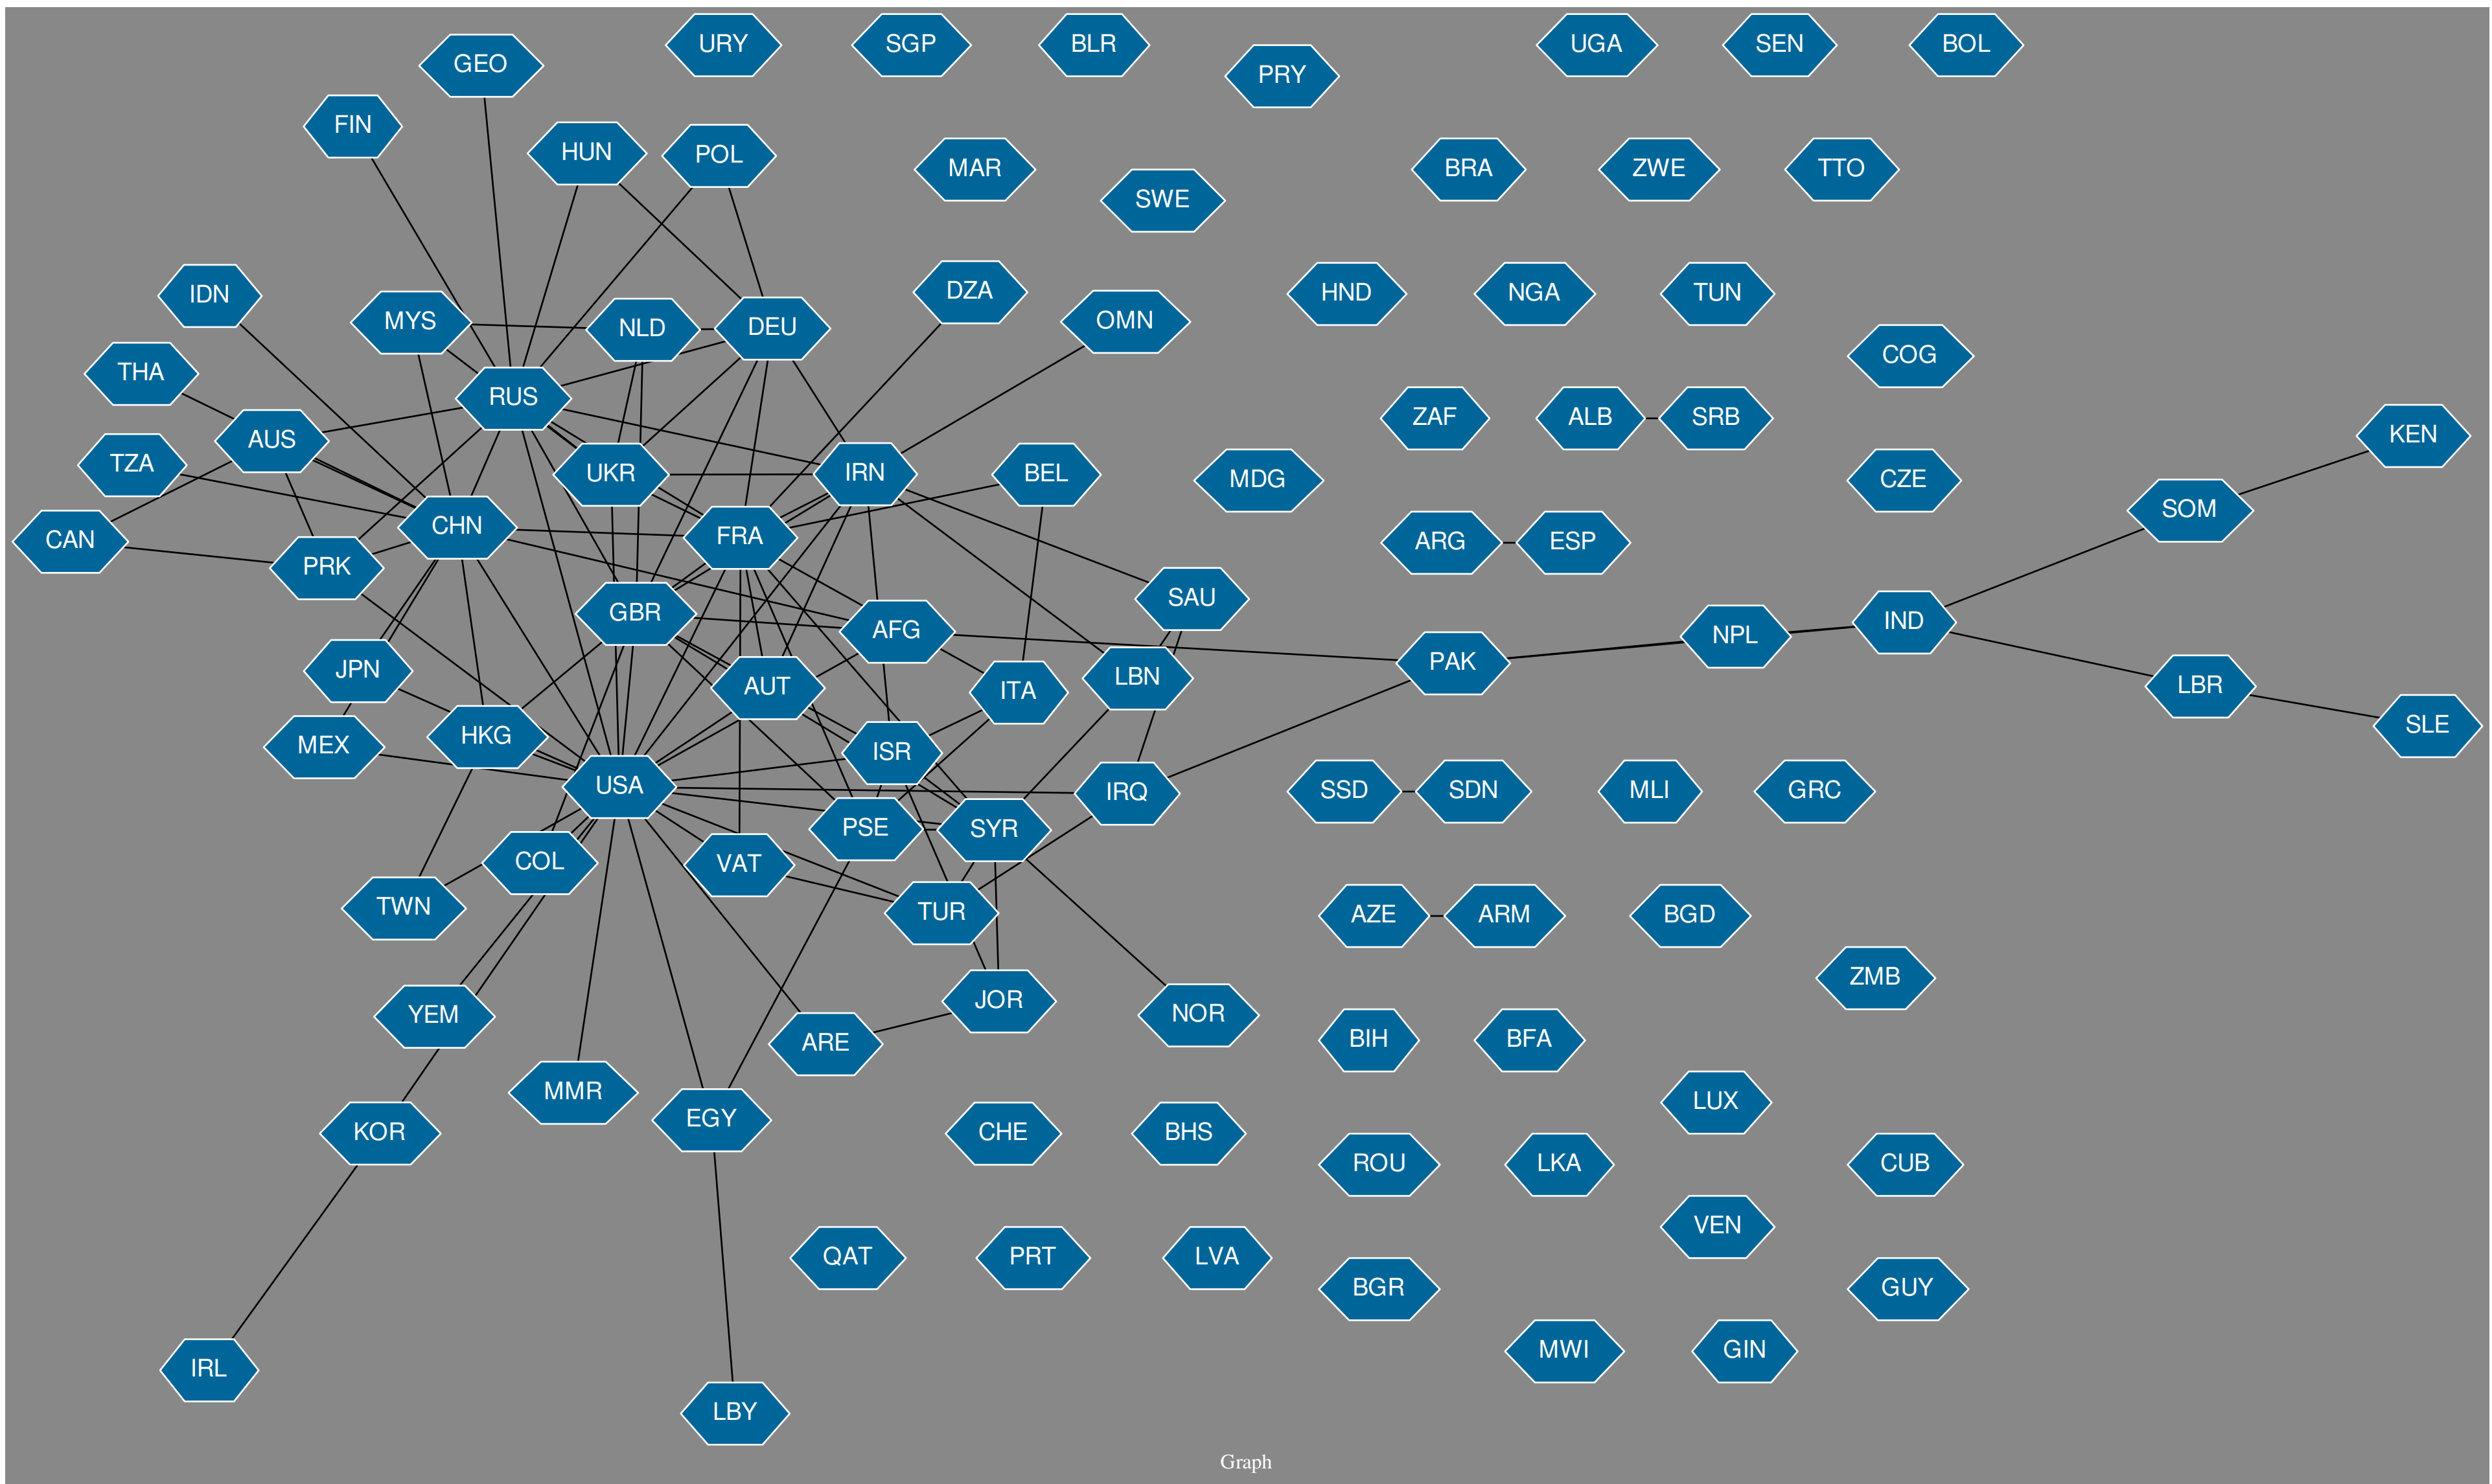 URY
SGP
BLR
UGA
SEN
BOL
GEO
PRY
FIN
HUN
POL
MAR
BRA
ZWE
TTO
SWE
IDN
DZA
HND
NGA
TUN
MYS
NLD
DEU
OMN
COG
THA
RUS
ZAF
ALB
SRB
KEN
AUS
TZA
UKR
IRN
BEL
MDG
CZE
SOM
CAN
CHN
FRA
ARG
ESP
PRK
SAU
GBR
AFG
IND
NPL
PAK
JPN
AUT
ITA
LBN
LBR
SLE
MEX
HKG
ISR
USA
IRQ
SSD
SDN
MLI
GRC
COL
VAT
PSE
SYR
TWN
TUR
AZE
ARM
BGD
ZMB
YEM
JOR
NOR
ARE
BIH
BFA
MMR
EGY
LUX
KOR
CHE
BHS
ROU
LKA
CUB
VEN
QAT
PRT
LVA
BGR
GUY
IRL
MWI
GIN
LBY
Graph